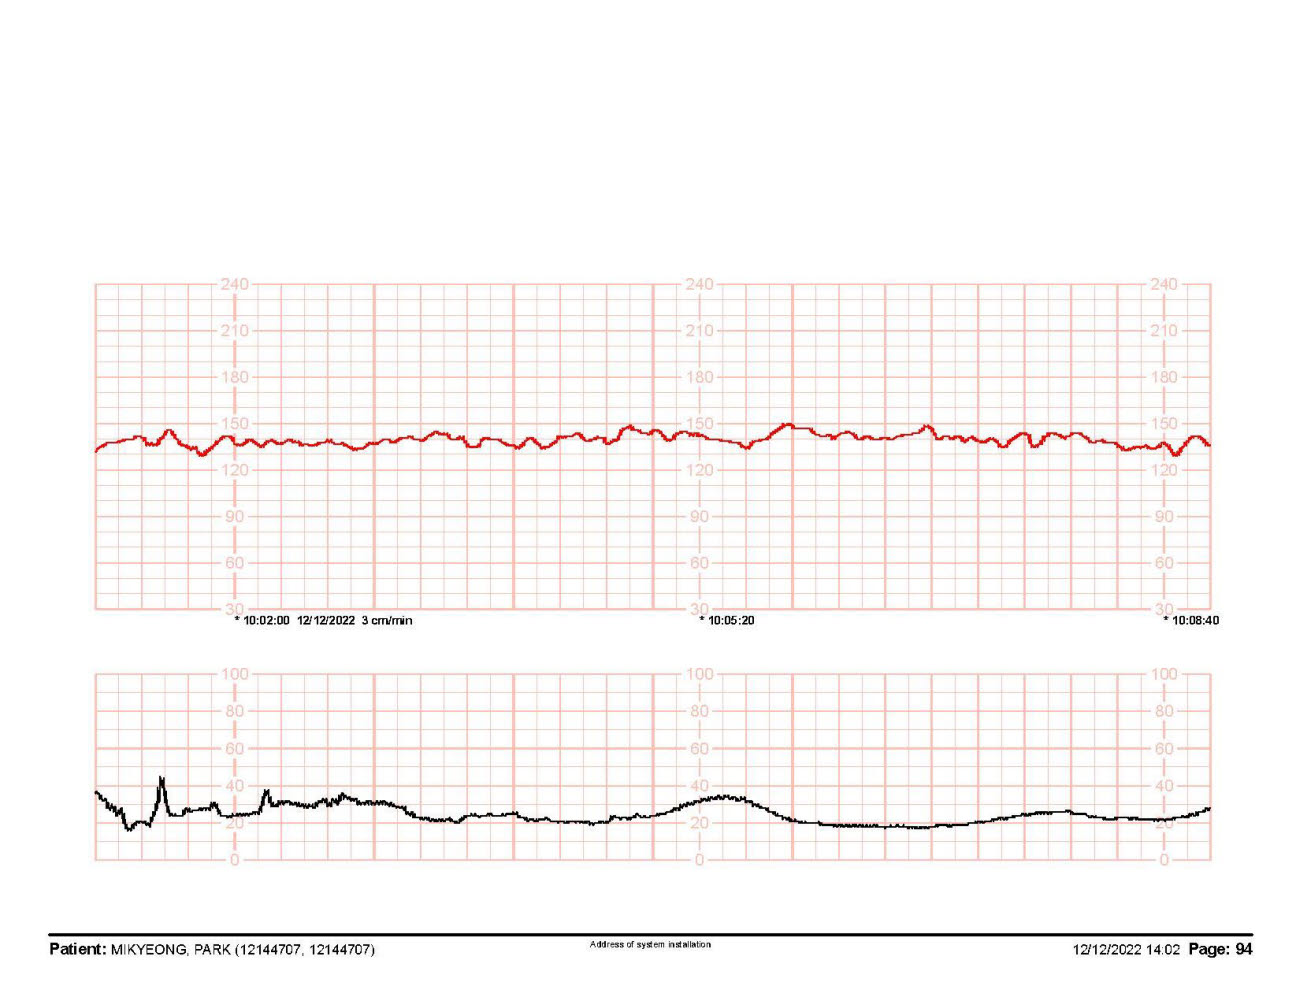 240 240 240
210 210 210
180 180 180
150 150 150
120 120 120
90 90 90
60 60 60
30 30 30
* 10:02:00 12/12/2022 3 cm/min * 10:05:20 * 10:08:40
100 100 100
80 80 80
60 60 60
40 40 40
20 20 20
0 0 0
Patient: MIKYEONG, PARK (12144707, 12144707) Address of system installation 12/12/2022 14:02 Page: 94